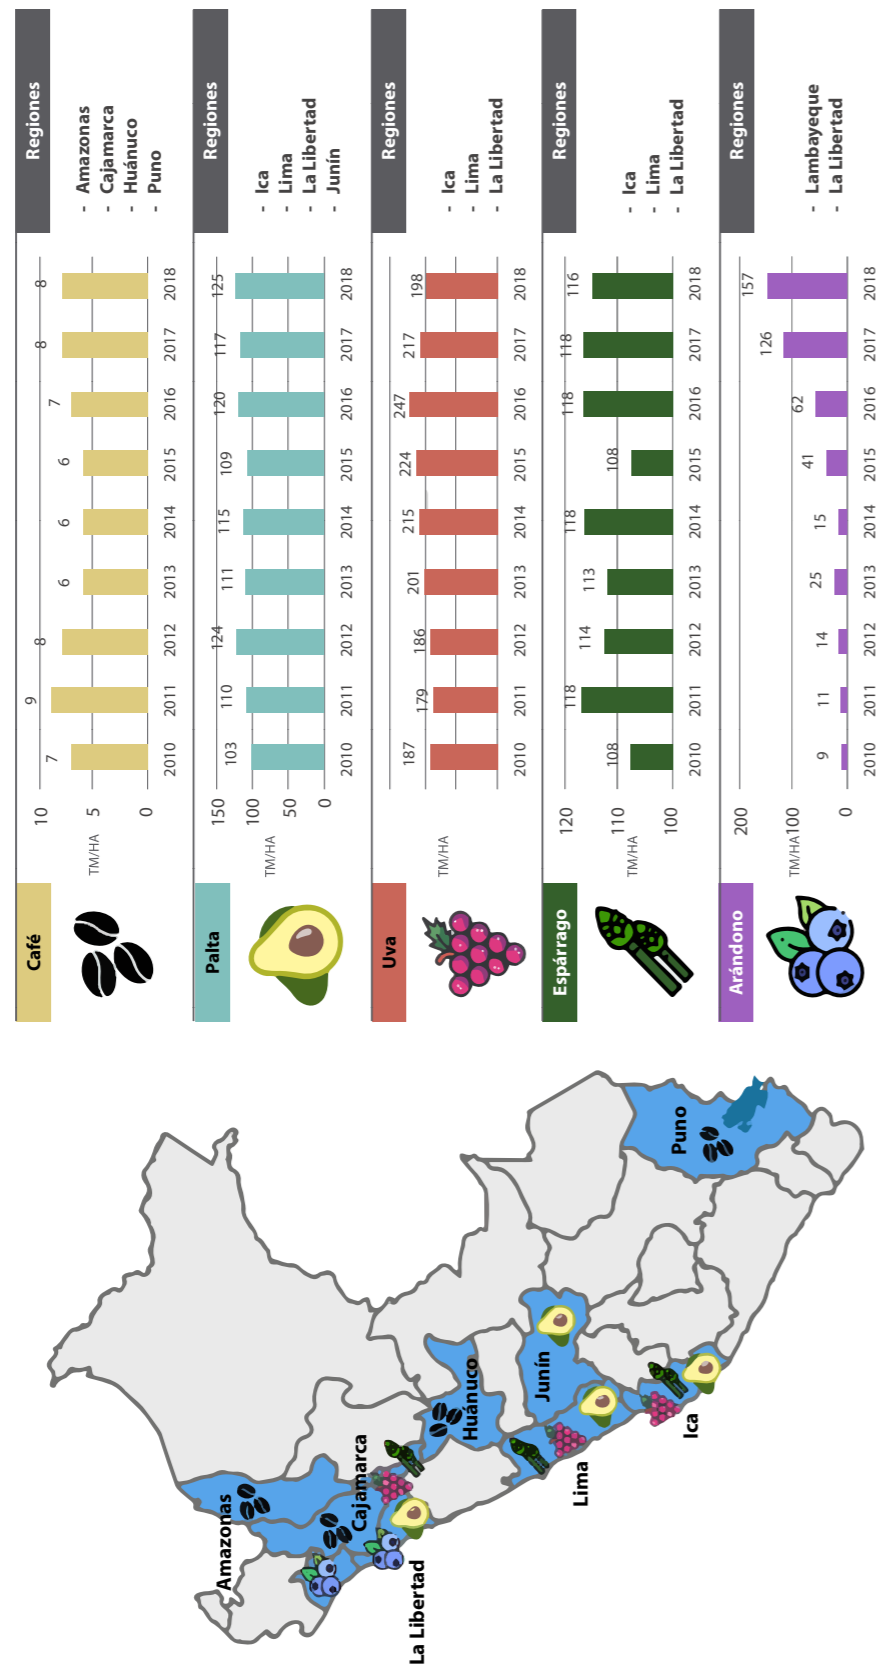 Amazonas
Cajamarca
La Libertad
Huánuco
Junín
Lima
Ica
Puno
Café
TM/HA
10
5
0
7
9
8
6
6
6
7
8
8
2010 2011 2012 2013 2014 2015 2016 2017 2018
Regiones
- Amazonas
- Cajamarca
- Huánuco
- Puno
Palta
TM/HA
150
100
50
0
103
110
124
111
115
109
120
117
125
2010 2011 2012 2013 2014 2015 2016 2017 2018
Regiones
- Ica
- Lima
- La Libertad
- Junín
Uva
TM/HA
187
179
186
201
215
224
247
217
198
2010 2011 2012 2013 2014 2015 2016 2017 2018
Regiones
- Ica
- Lima
- La Libertad
Espárrago
TM/HA
120
110
100
108
118
114
113
118
108
118
118
116
2010 2011 2012 2013 2014 2015 2016 2017 2018
Regiones
- Ica
- Lima
- La Libertad
Arándono
TM/HA
200
100
0
9
11
14
25
15
41
62
126
157
2010 2011 2012 2013 2014 2015 2016 2017 2018
Regiones
- Lambayeque
- La Libertad